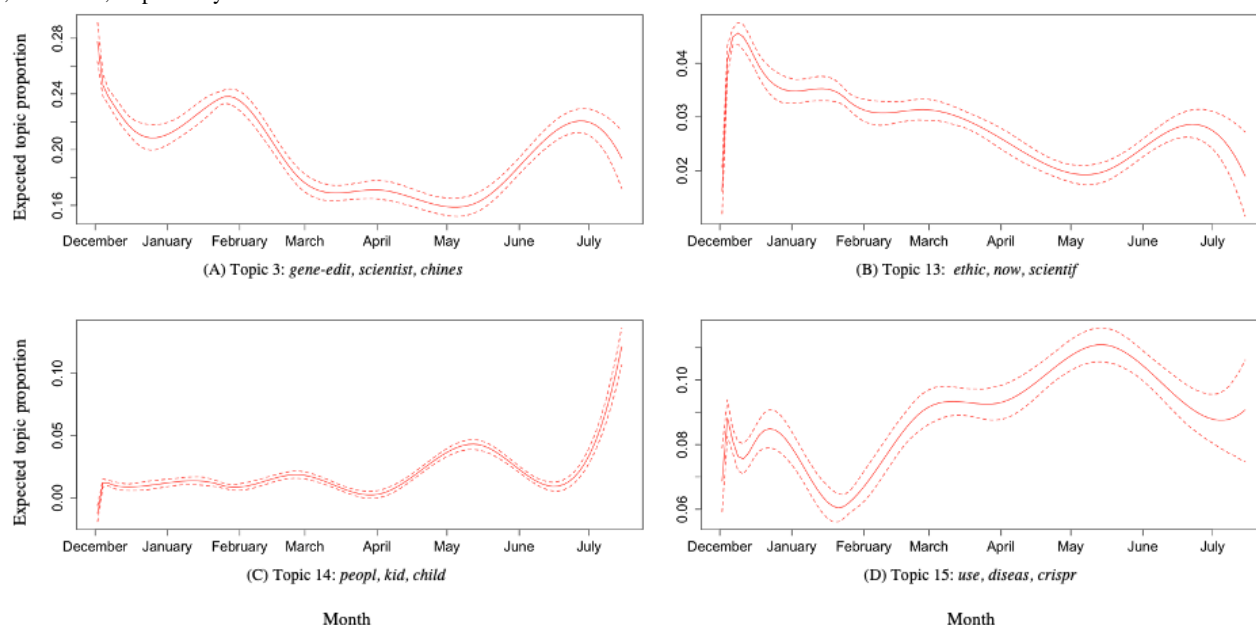 Expected topic proportion
0.28
0.24
0.20
0.16
December January February March April May June July
(A) Topic 3: gene-edit, scientist, chines
0.04
0.03
0.02
December January February March April May June July
(B) Topic 13: ethic, now, scientif
Expected topic proportion
0.10
0.05
0.00
December January February March April May June July
(C) Topic 14: peopl, kid, child
Month
0.10
0.08
0.06
December January February March April May June July
(D) Topic 15: use, diseas, crispr
Month